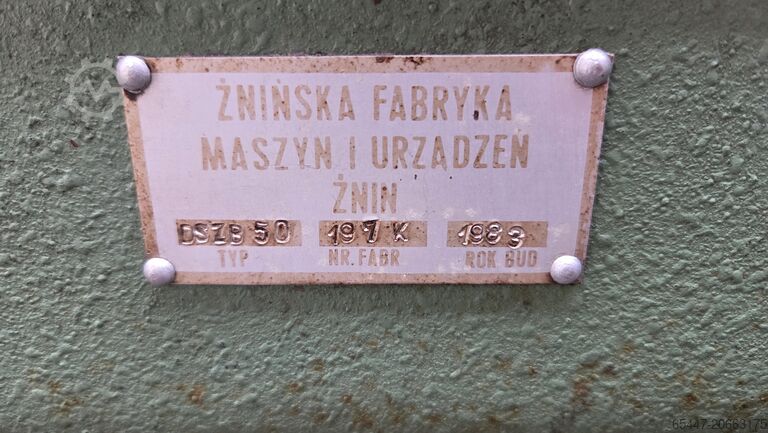 ŻNIŃSKA FABRYKA
MASZYN I URZĄDZEŃ
ŻNIN
DSZB 50 197 K 1983
TYP NR. FABR. ROK BUD
65447-20663175